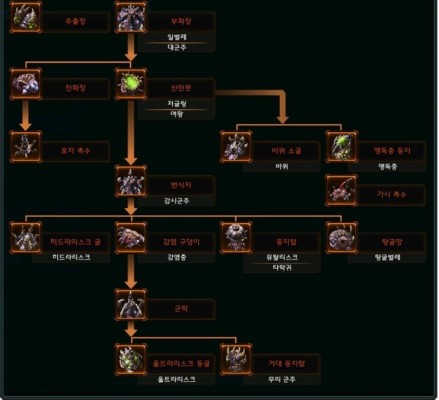 추출장
부화장
일벌레
대군주
진화장
산란못
저글링
여왕
포자 촉수
바퀴 소굴
바퀴
맹독충 둥지
맹독충
번식지
감시군주
가시 촉수
히드라리스크 굴
히드라리스크
감염 구덩이
감염충
둥지탑
뮤탈리스크
타락귀
땅굴망
땅굴벌레
군락
울트라리스크 동굴
울트라리스크
거대 둥지탑
무리 군주